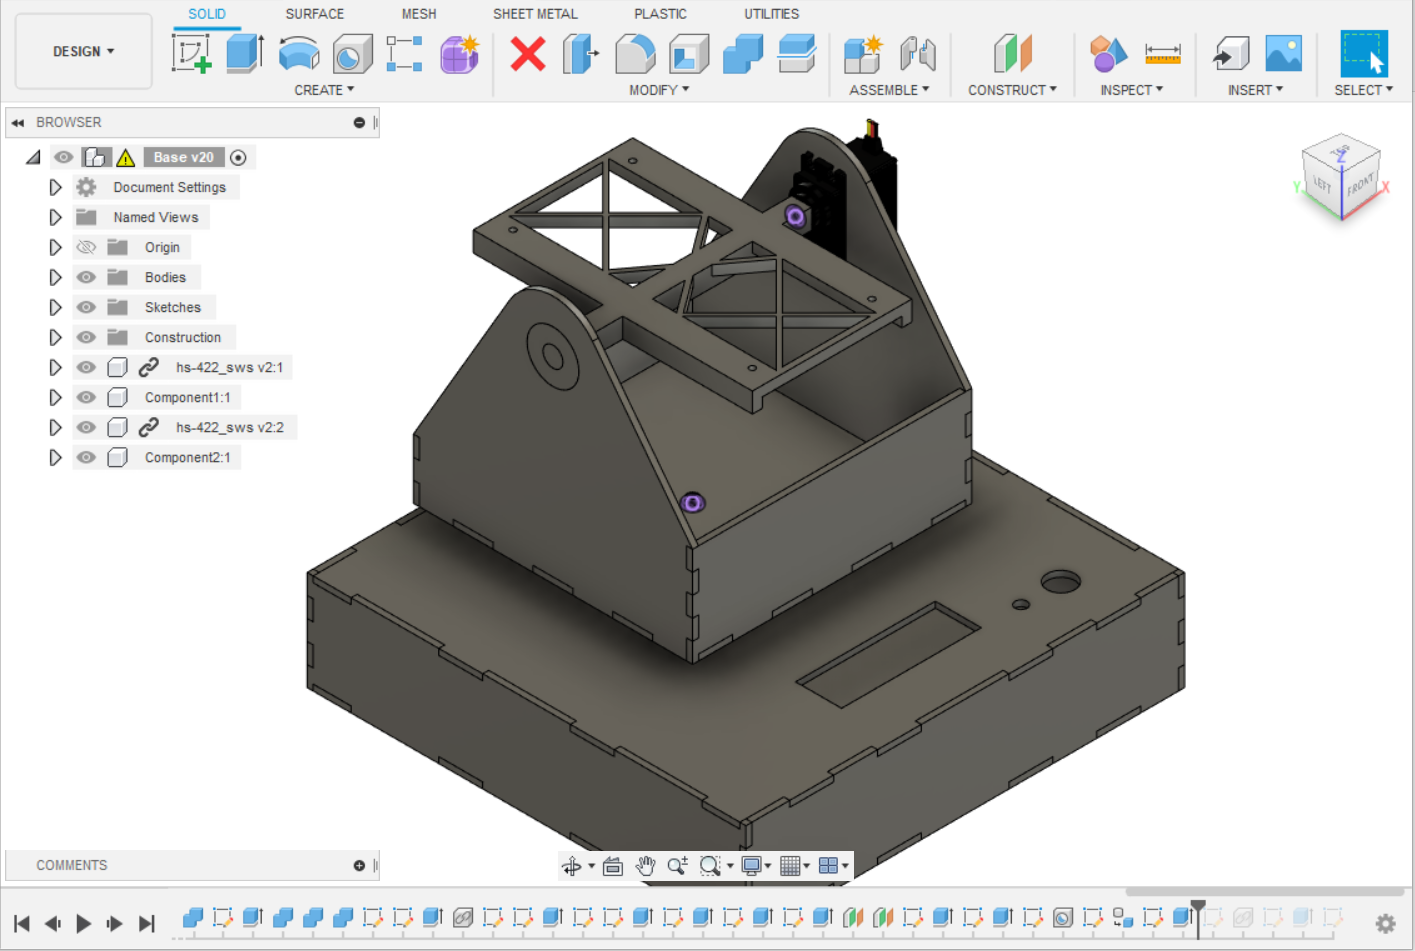 SOLID SURFACE MESH SHEET METAL PLASTIC UTILITIES
DESIGN
CREATE MODIFY ASSEMBLE CONSTRUCT INSPECT INSERT SELECT
BROWSER
Base v20
Document Settings
Named Views
Origin
Bodies
Sketches
Construction
hs-422_sws v2:1
Component1:1
hs-422_sws v2:2
Component2:1
TOP
Z
LEFT FRONT
Y X
COMMENTS